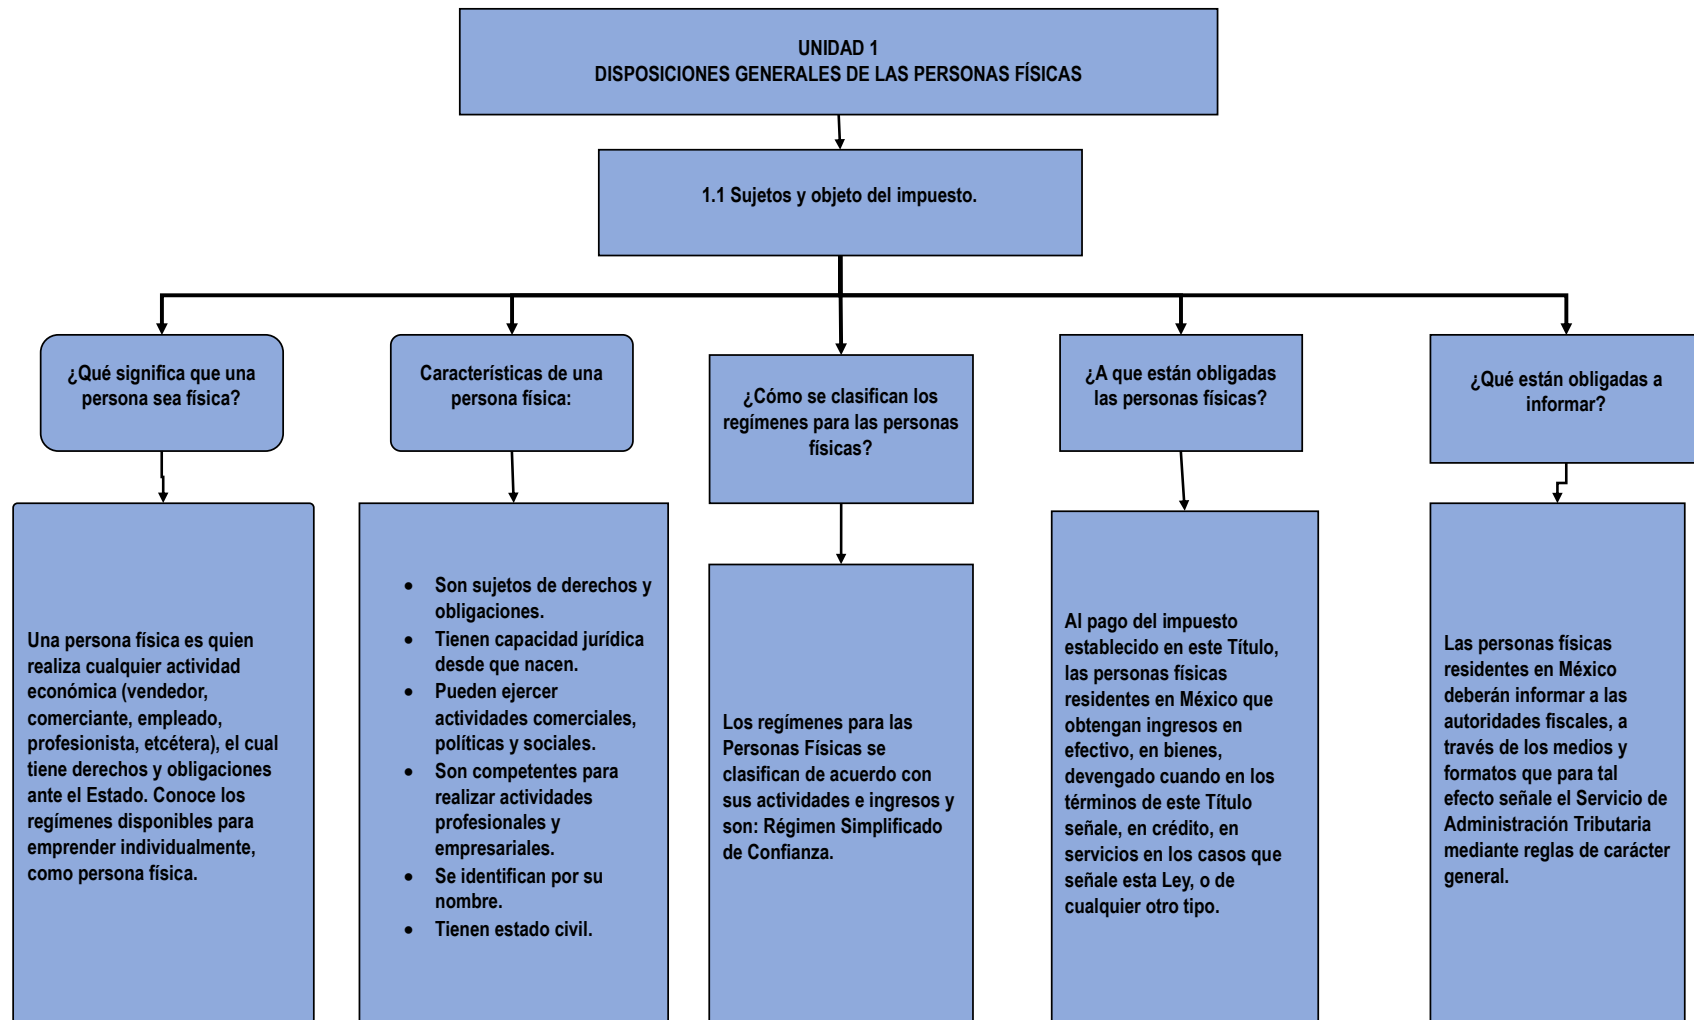 UNIDAD 1
DISPOSICIONES GENERALES DE LAS PERSONAS FÍSICAS
1.1 Sujetos y objeto del impuesto.
¿Qué significa que una
persona sea física?
Características de una
persona física:
¿Cómo se clasifican los
regímenes para las personas
físicas?
¿A que están obligadas
las personas físicas?
¿Qué están obligadas a
informar?
Una persona física es quien
realiza cualquier actividad
económica (vendedor,
comerciante, empleado,
profesionista, etcétera), el cual
tiene derechos y obligaciones
ante el Estado. Conoce los
regímenes disponibles para
emprender individualmente,
como persona física.
• Son sujetos de derechos y
obligaciones.
• Tienen capacidad jurídica
desde que nacen.
• Pueden ejercer
actividades comerciales,
políticas y sociales.
• Son competentes para
realizar actividades
profesionales y
empresariales.
• Se identifican por su
nombre.
• Tienen estado civil.
Los regímenes para las
Personas Físicas se
clasifican de acuerdo con
sus actividades e ingresos y
son: Régimen Simplificado
de Confianza.
Al pago del impuesto
establecido en este Título,
las personas físicas
residentes en México que
obtengan ingresos en
efectivo, en bienes,
devengado cuando en los
términos de este Título
señale, en crédito, en
servicios en los casos que
señale esta Ley, o de
cualquier otro tipo.
Las personas físicas
residentes en México
deberán informar a las
autoridades fiscales, a
través de los medios y
formatos que para tal
efecto señale el Servicio de
Administración Tributaria
mediante reglas de carácter
general.